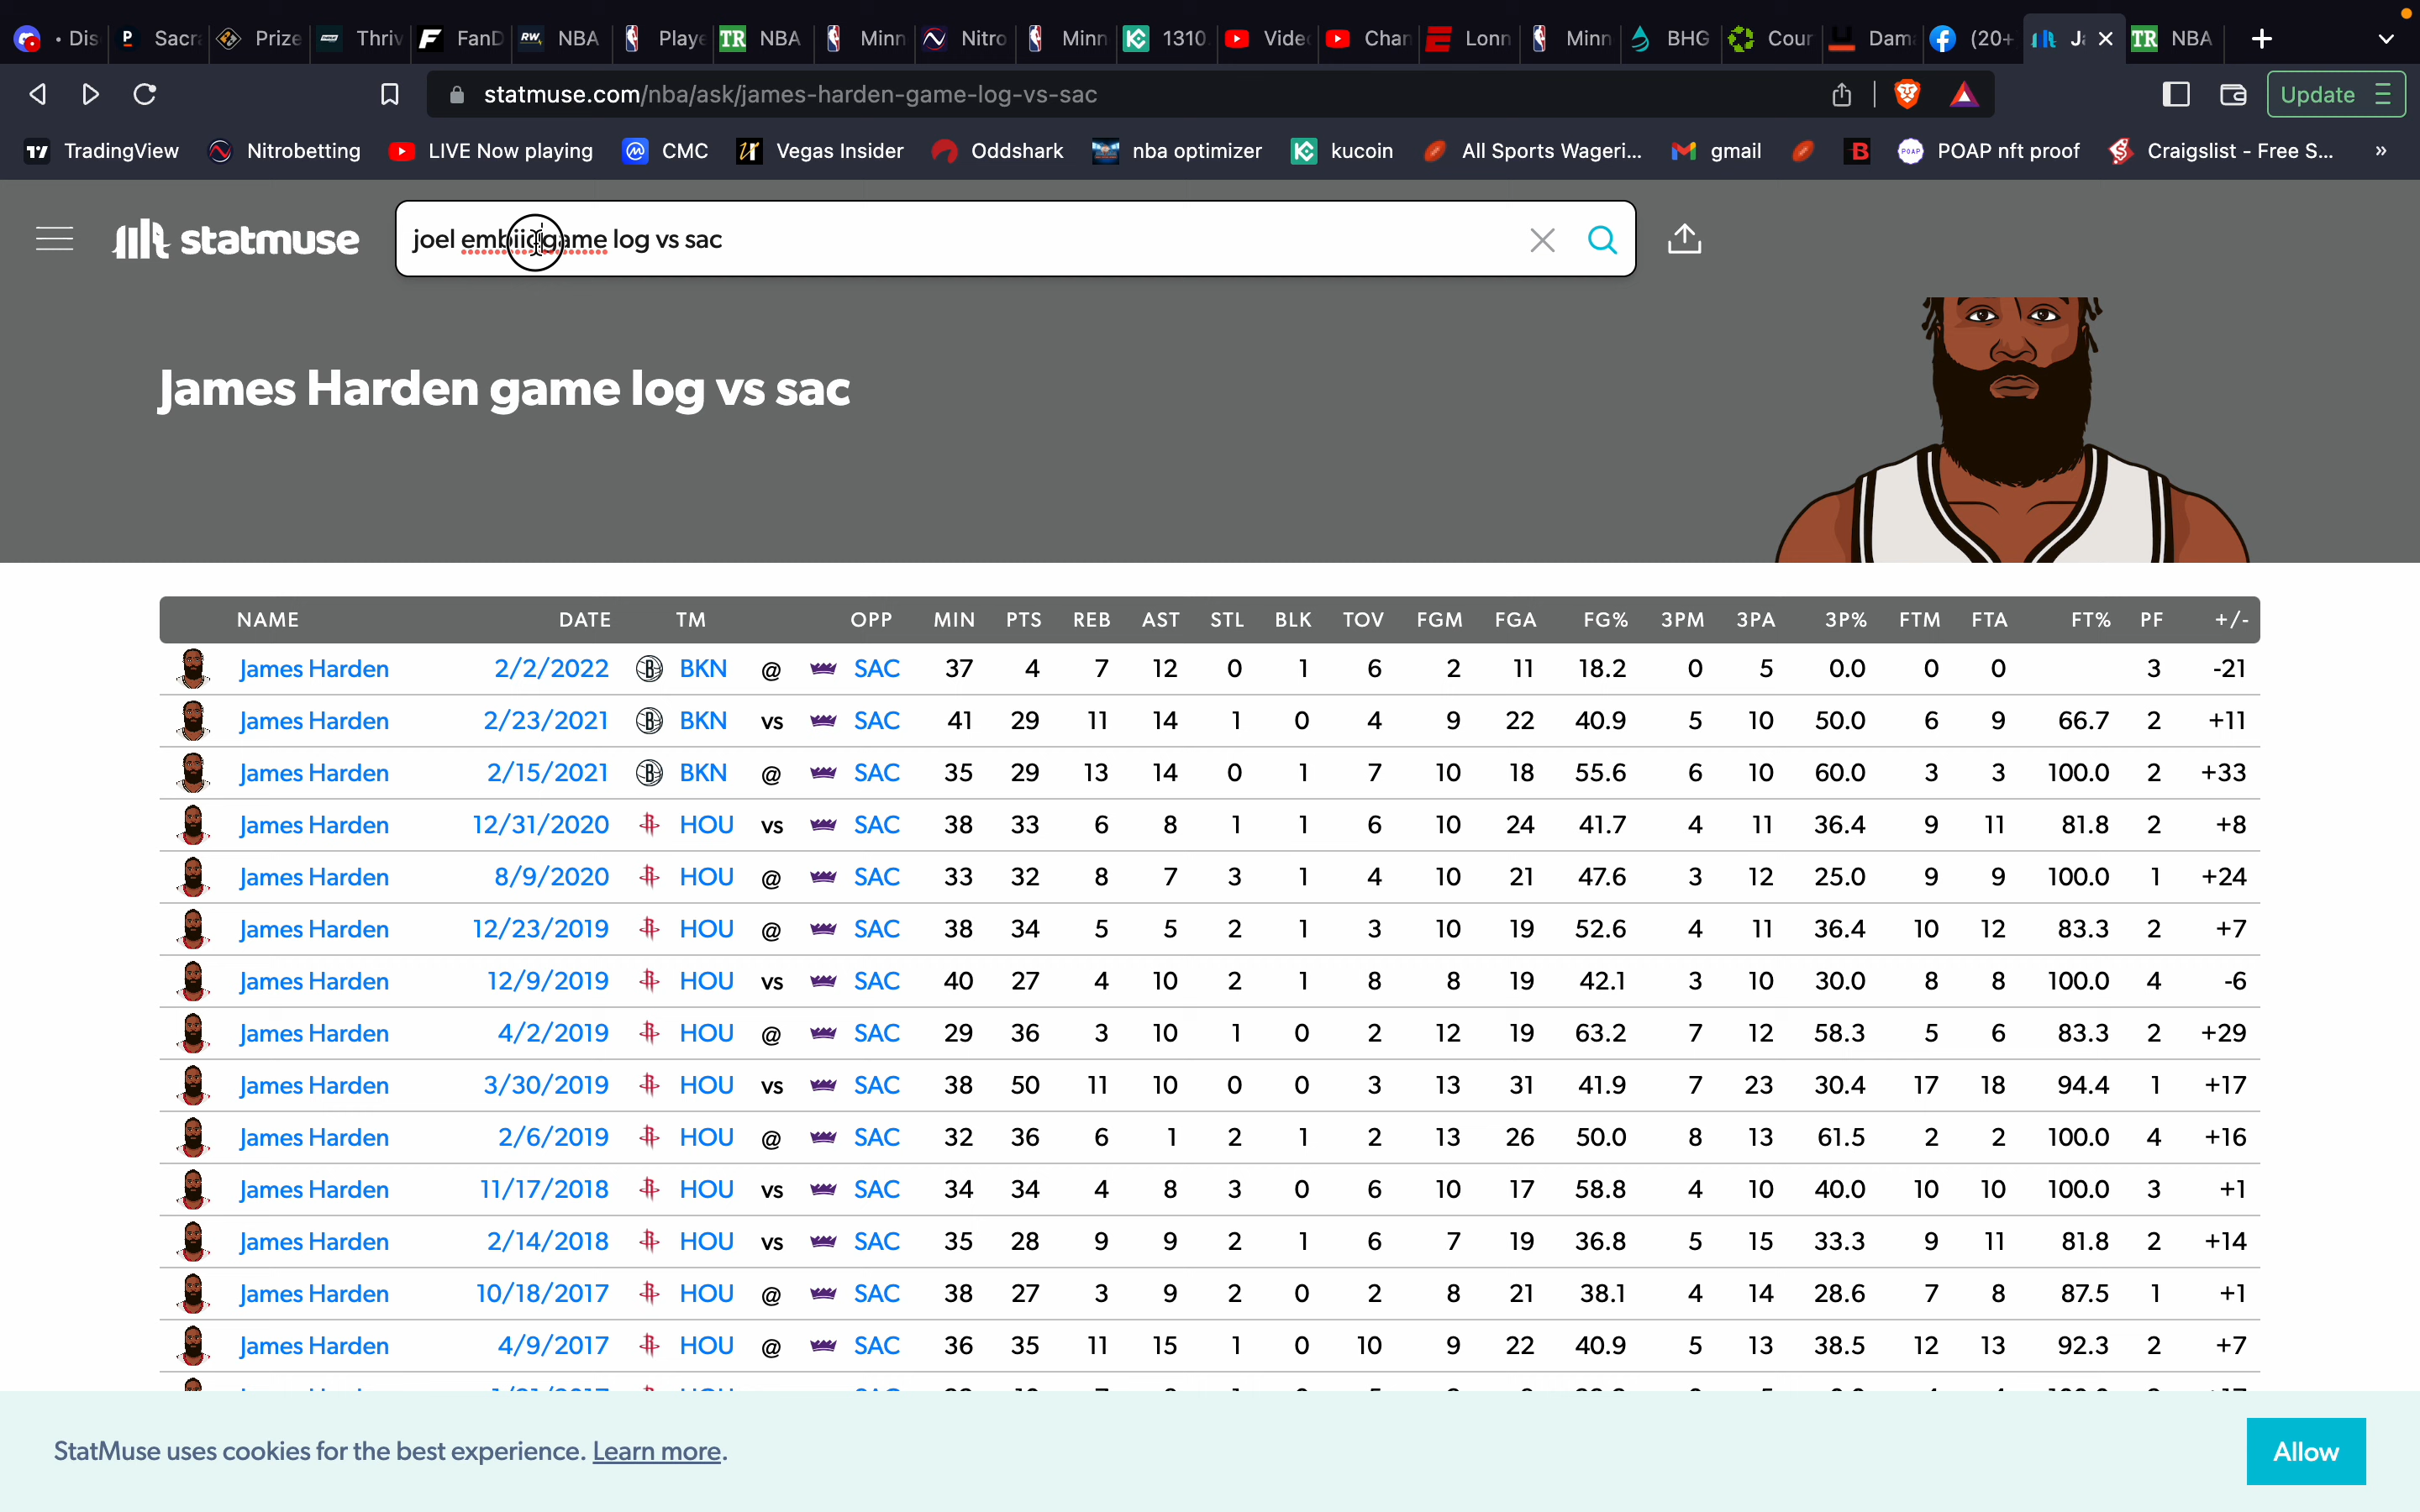 • Dis Sacra Prize Thriv FanD NBA Playe NBA Minn Nitro Minn 1310. Video Chan Lonn Minn BHG Cour Dama (20+ Ja NBA
statmuse.com/nba/ask/james-harden-game-log-vs-sac Update
TradingView Nitrobetting LIVE Now playing CMC Vegas Insider Oddshark nba optimizer kucoin All Sports Wageri... gmail POAP nft proof Craigslist - Free S... »
statmuse joel embiidgame log vs sac
James Harden game log vs sac
NAME DATE TM OPP MIN PTS REB AST STL BLK TOV FGM FGA FG% 3PM 3PA 3P% FTM FTA FT% PF +/-
James Harden 2/2/2022 BKN @ SAC 37 4 7 12 0 1 6 2 11 18.2 0 5 0.0 0 0 3 -21
James Harden 2/23/2021 BKN vs SAC 41 29 11 14 1 0 4 9 22 40.9 5 10 50.0 6 9 66.7 2 +11
James Harden 2/15/2021 BKN @ SAC 35 29 13 14 0 1 7 10 18 55.6 6 10 60.0 3 3 100.0 2 +33
James Harden 12/31/2020 HOU vs SAC 38 33 6 8 1 1 6 10 24 41.7 4 11 36.4 9 11 81.8 2 +8
James Harden 8/9/2020 HOU @ SAC 33 32 8 7 3 1 4 10 21 47.6 3 12 25.0 9 9 100.0 1 +24
James Harden 12/23/2019 HOU @ SAC 38 34 5 5 2 1 3 10 19 52.6 4 11 36.4 10 12 83.3 2 +7
James Harden 12/9/2019 HOU vs SAC 40 27 4 10 2 1 8 8 19 42.1 3 10 30.0 8 8 100.0 4 -6
James Harden 4/2/2019 HOU @ SAC 29 36 3 10 1 0 2 12 19 63.2 7 12 58.3 5 6 83.3 2 +29
James Harden 3/30/2019 HOU vs SAC 38 50 11 10 0 0 3 13 31 41.9 7 23 30.4 17 18 94.4 1 +17
James Harden 2/6/2019 HOU @ SAC 32 36 6 1 2 1 2 13 26 50.0 8 13 61.5 2 2 100.0 4 +16
James Harden 11/17/2018 HOU vs SAC 34 34 4 8 3 0 6 10 17 58.8 4 10 40.0 10 10 100.0 3 +1
James Harden 2/14/2018 HOU vs SAC 35 28 9 9 2 1 6 7 19 36.8 5 15 33.3 9 11 81.8 2 +14
James Harden 10/18/2017 HOU @ SAC 38 27 3 9 2 0 2 8 21 38.1 4 14 28.6 7 8 87.5 1 +1
James Harden 4/9/2017 HOU @ SAC 36 35 11 15 1 0 10 9 22 40.9 5 13 38.5 12 13 92.3 2 +7
StatMuse uses cookies for the best experience. Learn more. Allow